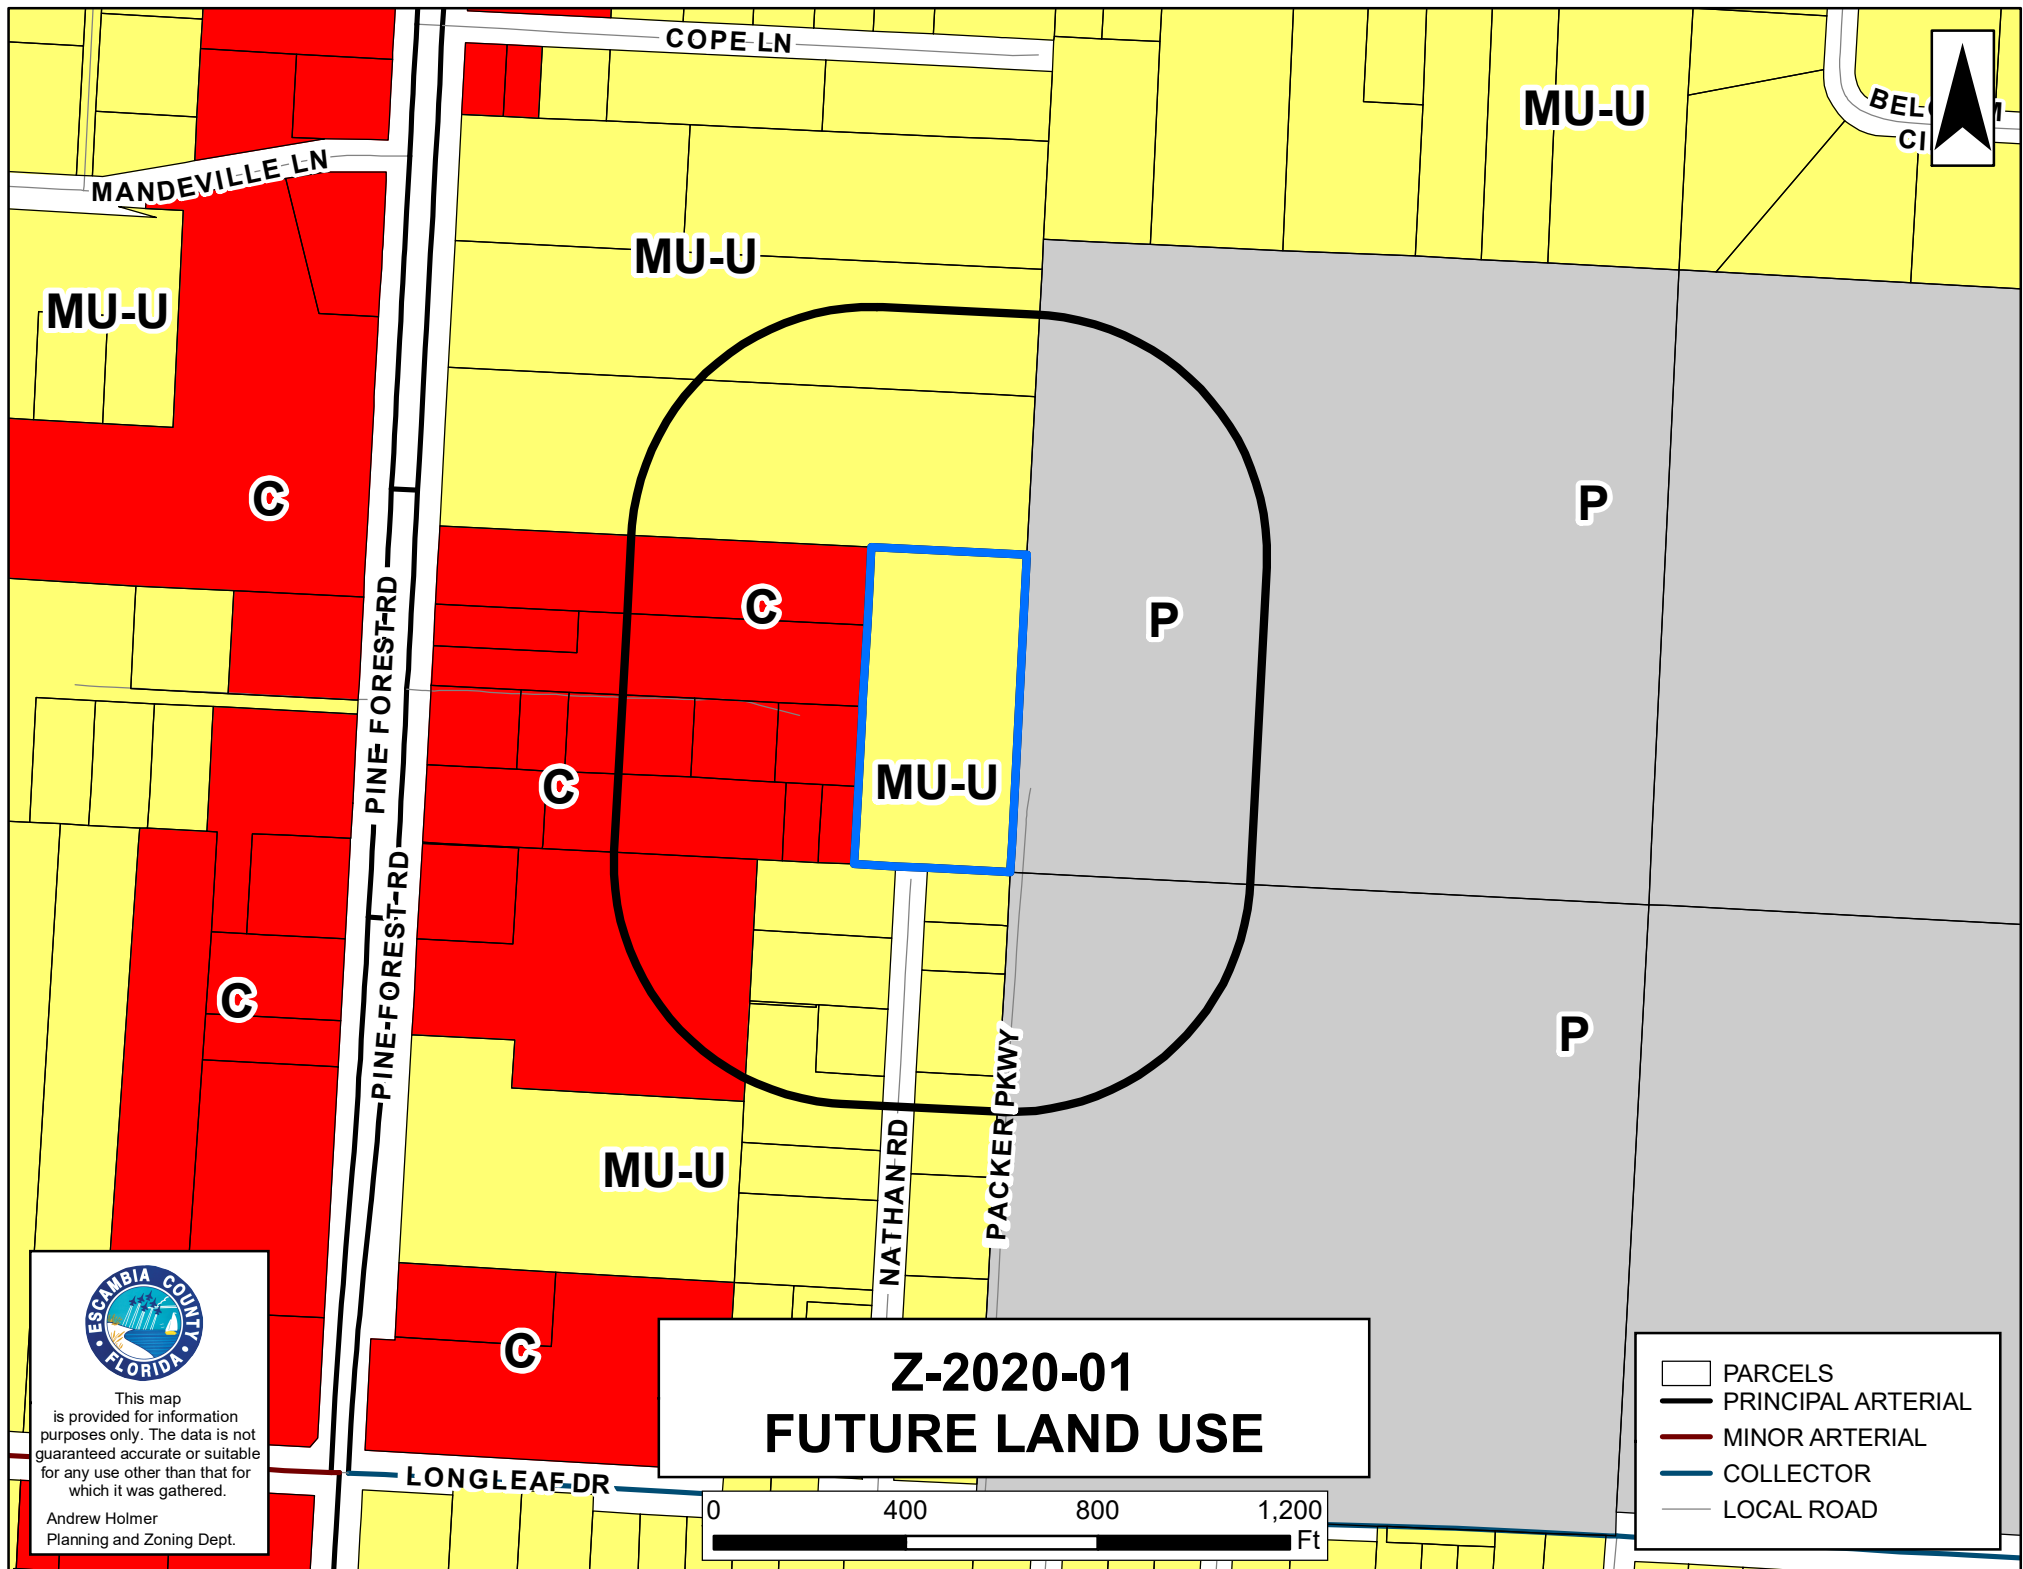 COPE LN
MU-U
CI
MANDEVILLE LN
MU-U
MU-U
C
P
PINE FOREST RD
C
P
C
MU-U
PINE FOREST RD
C
P
PACKER PKWY
NATHAN RD
MU-U
C
ESCAMBIA COUNTY
FLORIDA
This map
is provided for information
purposes only. The data is not
guaranteed accurate or suitable
for any use other than that for
which it was gathered.
Andrew Holmer
Planning and Zoning Dept.
Z-2020-01
FUTURE LAND USE
PARCELS
PRINCIPAL ARTERIAL
MINOR ARTERIAL
COLLECTOR
LOCAL ROAD
LONGLEAF DR
0 400 800 1,200
Ft